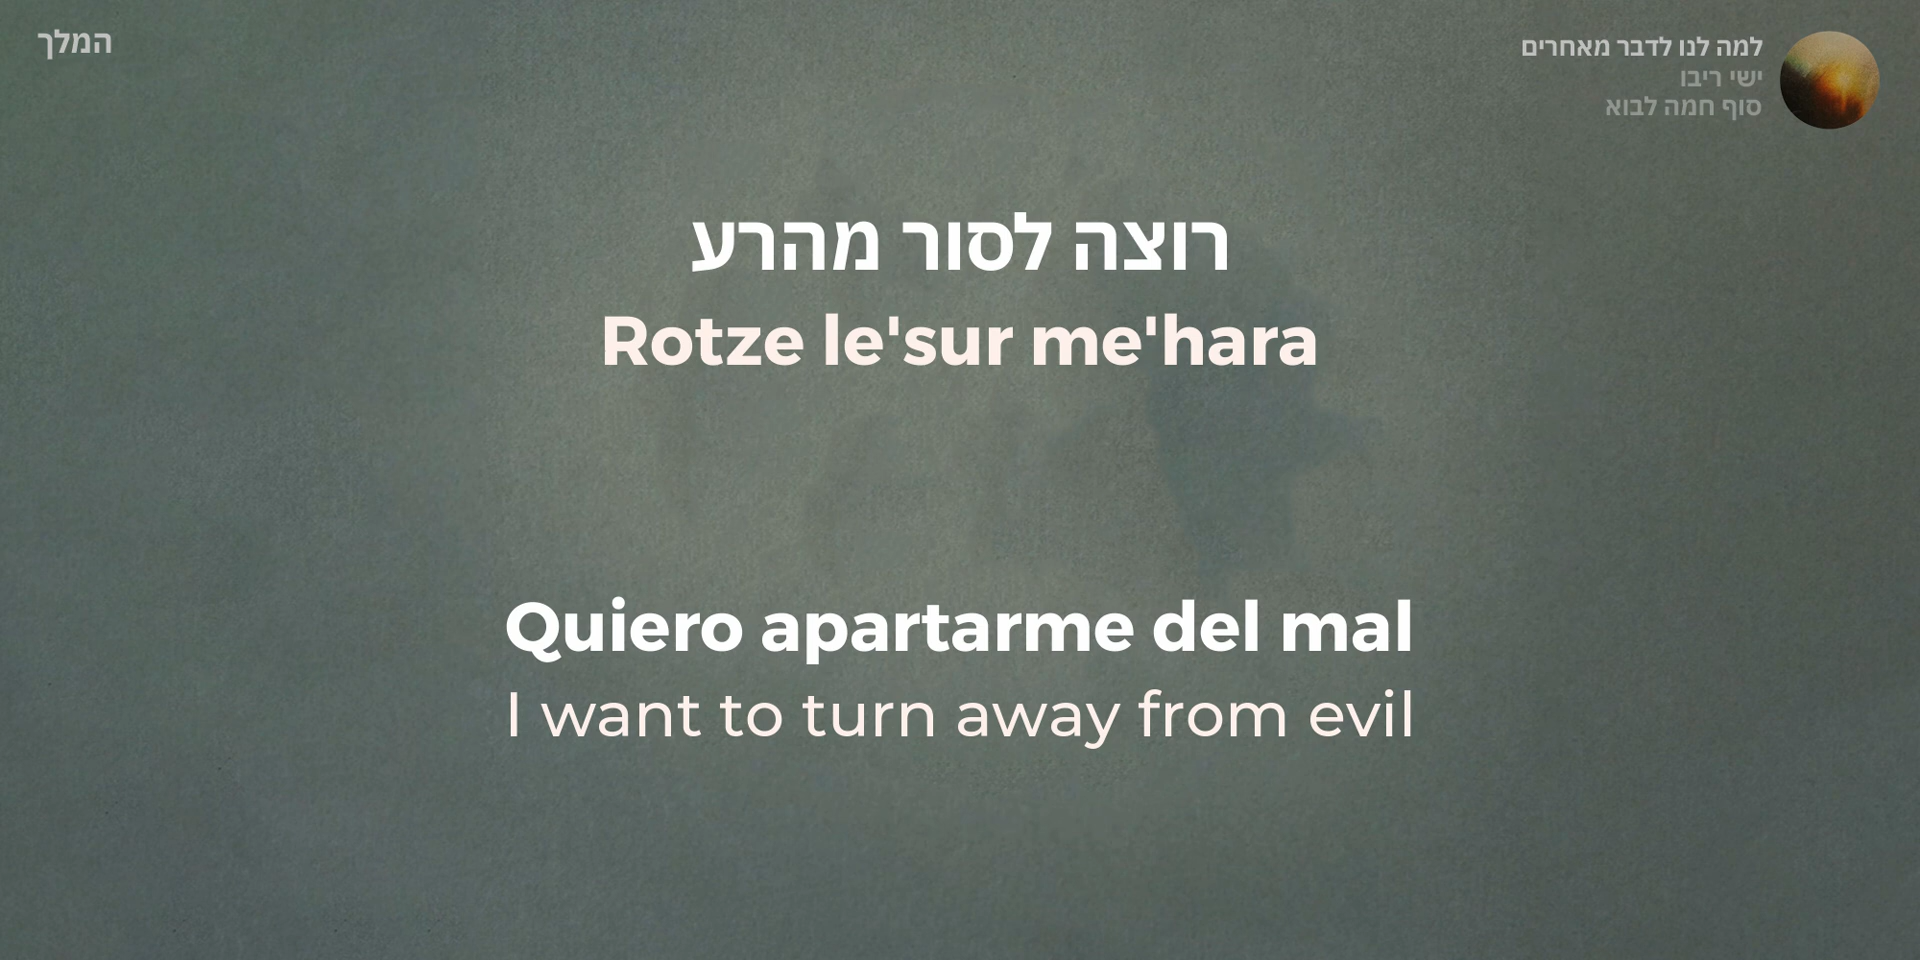 המלך
למה לנו לדבר מאחרים
ישי ריבו
סוף חמה לבוא
רוצה לסור מהרע
Rotze le'sur me'hara
Quiero apartarme del mal
I want to turn away from evil